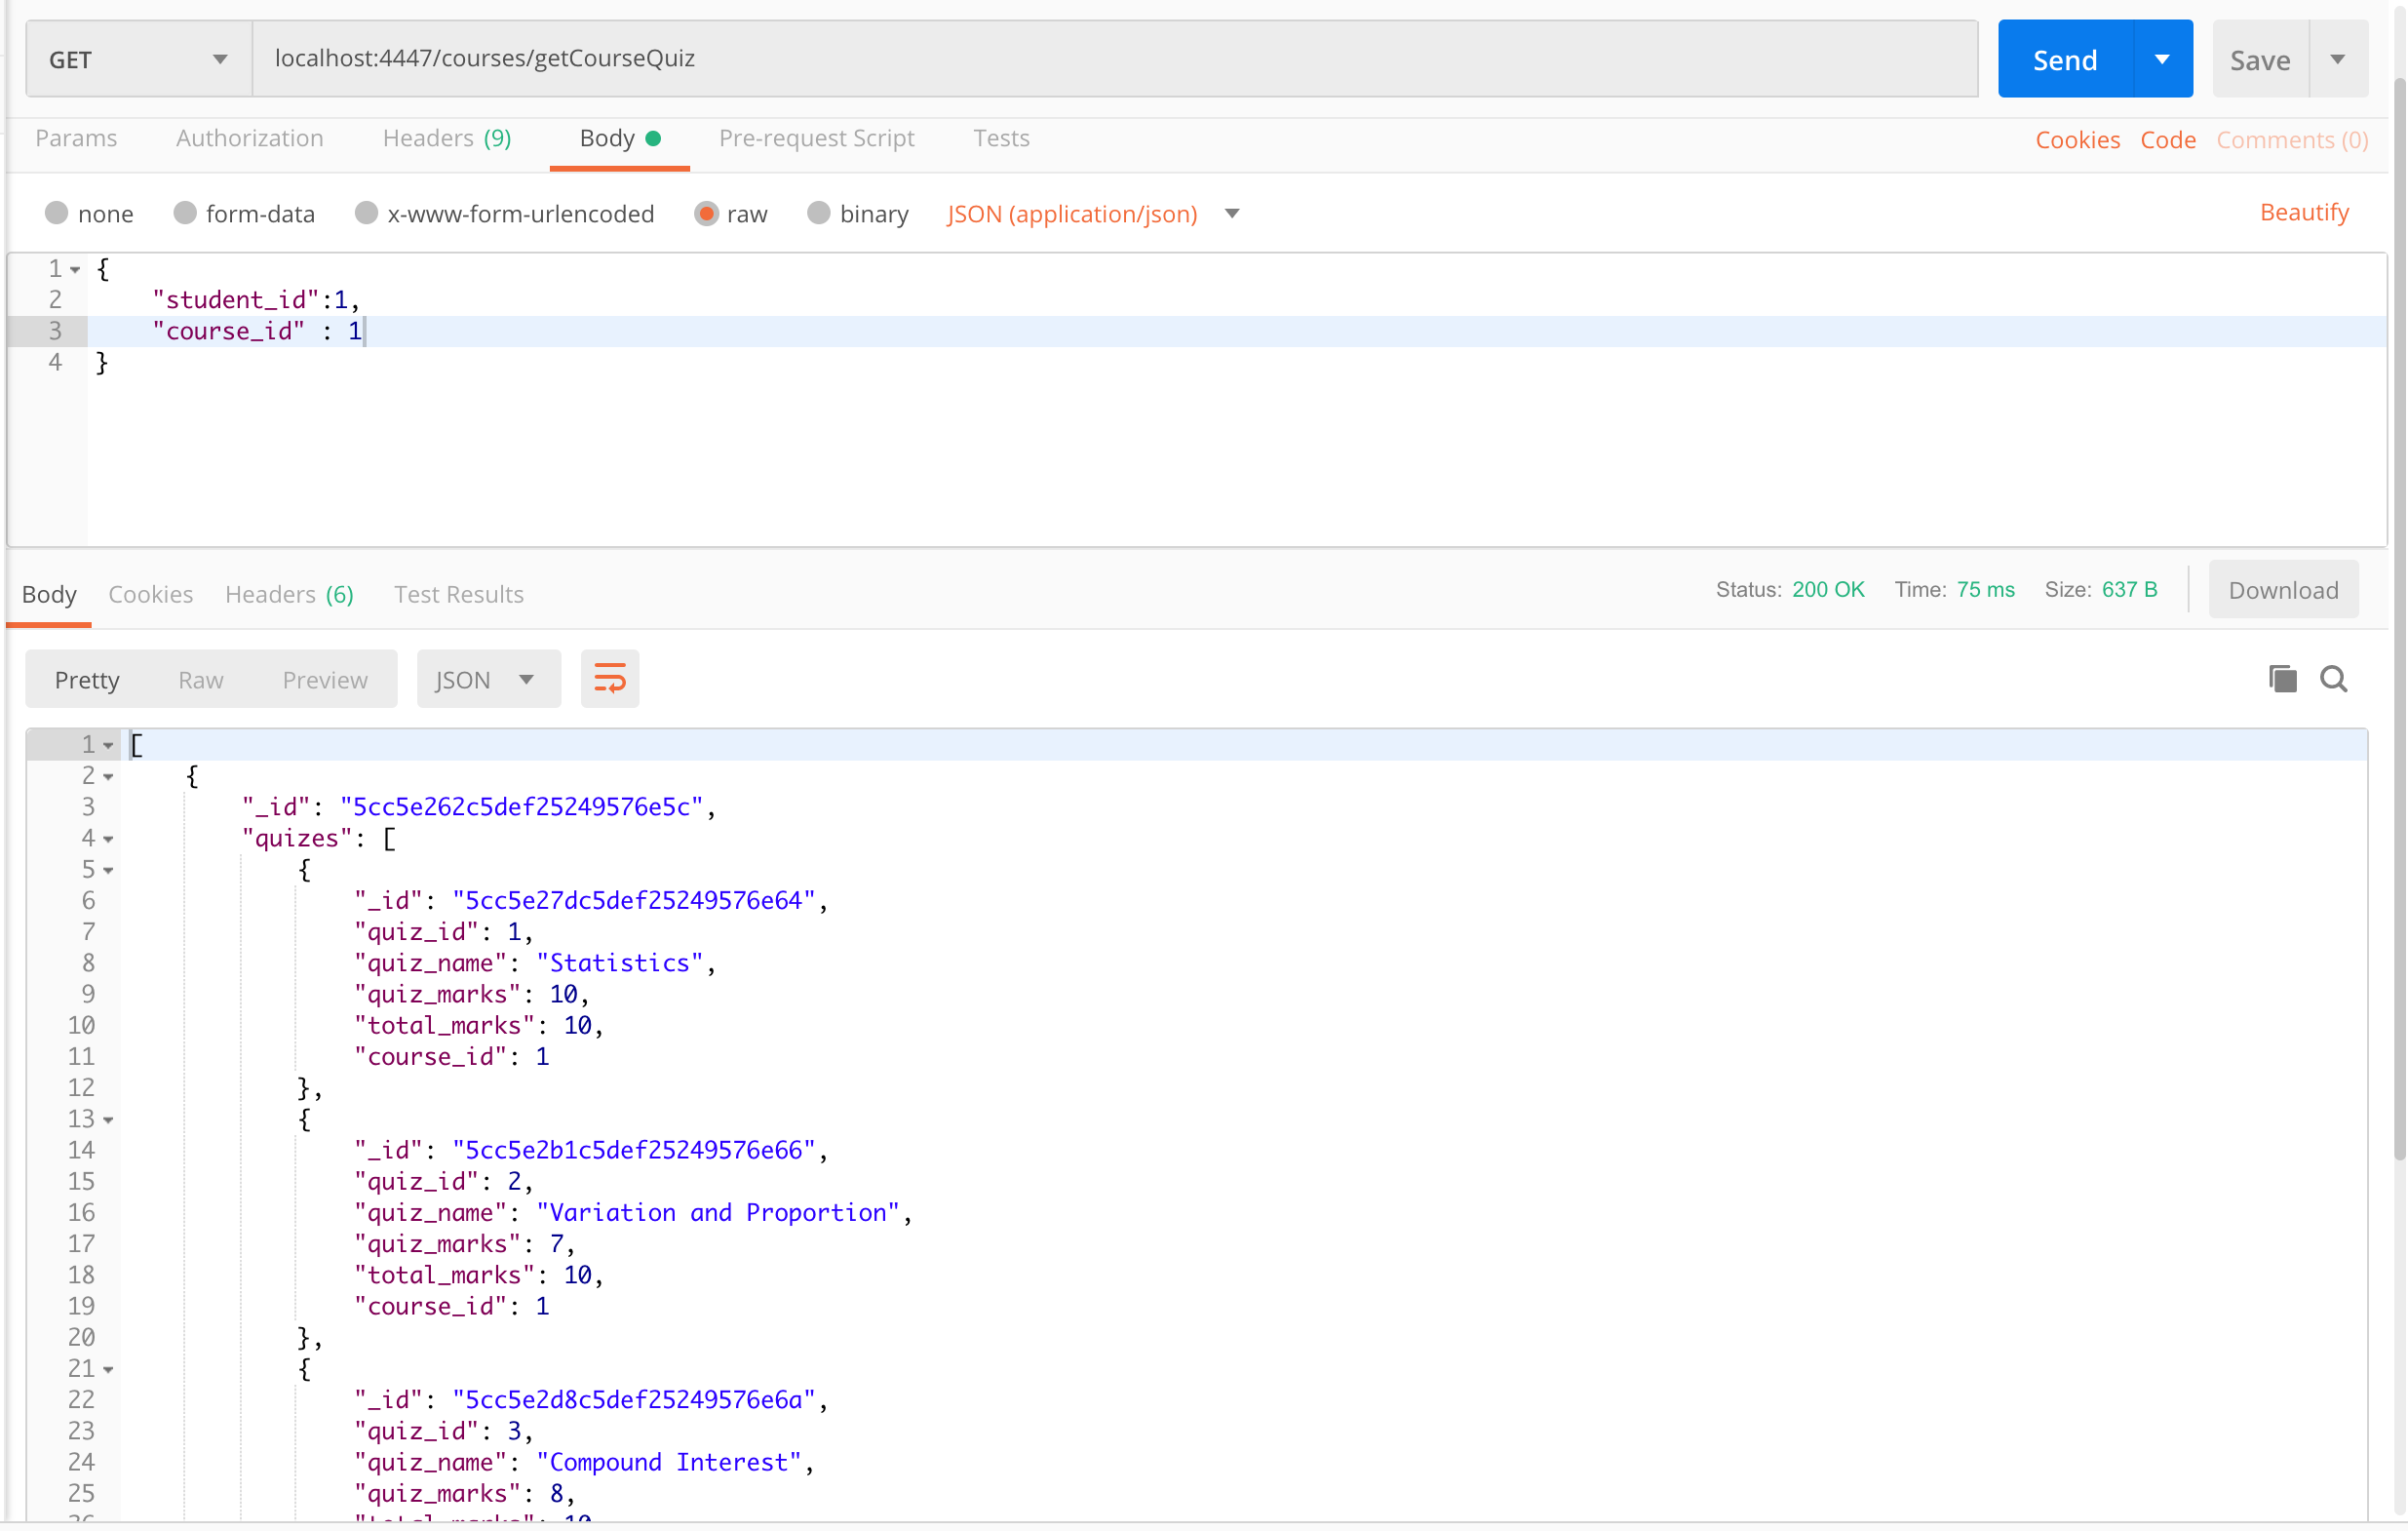 GET localhost:4447/courses/getCourseQuiz Send Save
Params Authorization Headers (9) Body Pre-request Script Tests Cookies Code Comments (0)
none form-data x-www-form-urlencoded raw binary JSON (application/json) Beautify
1 {
2 "student_id":1,
3 "course_id" : 1
4 }
Body Cookies Headers (6) Test Results Status: 200 OK Time: 75 ms Size: 637 B Download
Pretty Raw Preview JSON
1 [
2 {
3 "_id": "5cc5e262c5def25249576e5c",
4 "quizes": [
5 {
6 "_id": "5cc5e27dc5def25249576e64",
7 "quiz_id": 1,
8 "quiz_name": "Statistics",
9 "quiz_marks": 10,
10 "total_marks": 10,
11 "course_id": 1
12 },
13 {
14 "_id": "5cc5e2b1c5def25249576e66",
15 "quiz_id": 2,
16 "quiz_name": "Variation and Proportion",
17 "quiz_marks": 7,
18 "total_marks": 10,
19 "course_id": 1
20 },
21 {
22 "_id": "5cc5e2d8c5def25249576e6a",
23 "quiz_id": 3,
24 "quiz_name": "Compound Interest",
25 "quiz_marks": 8,